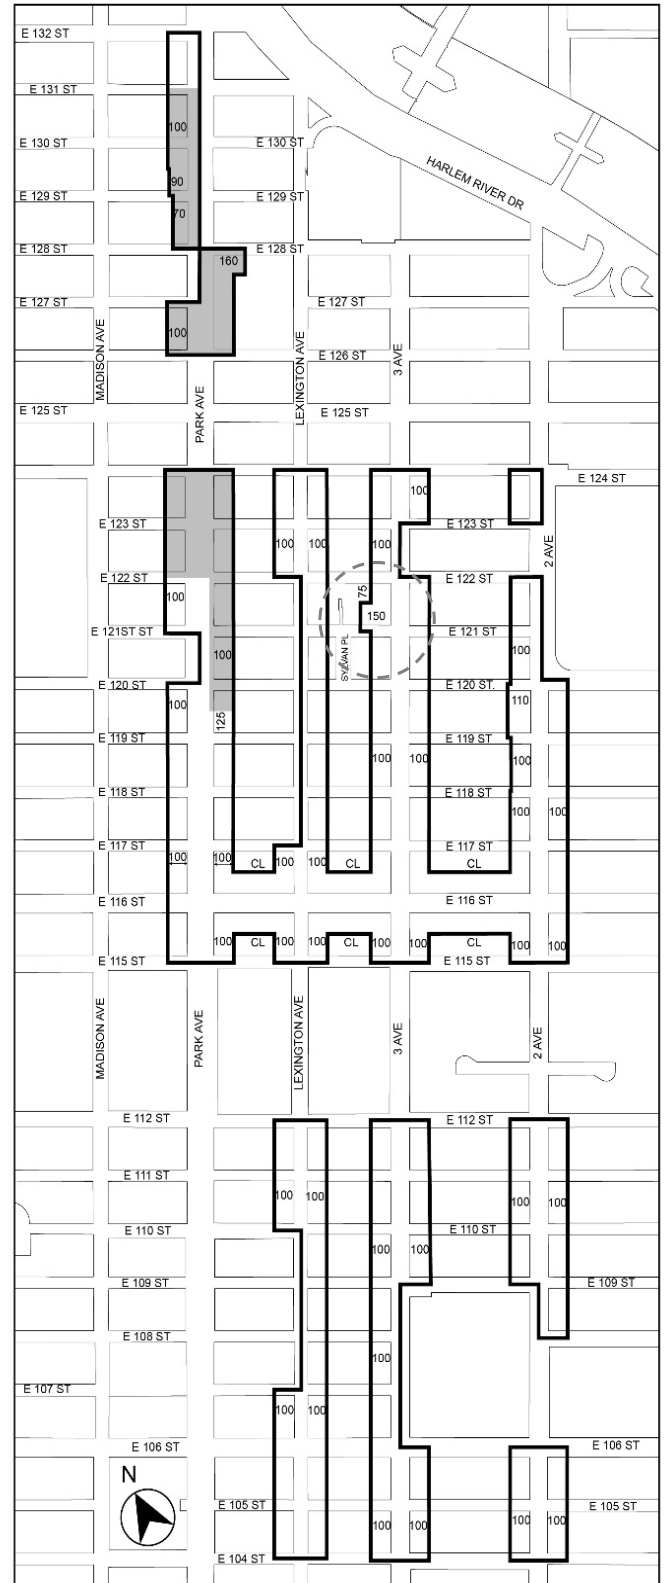 E 132 ST
E 131 ST
100
E 130 ST
E 130 ST
HARLEM RIVER DR
90
E 129 ST
E 129 ST
70
E 128 ST
E 128 ST
160
E 127 ST
E 127 ST
100
MADISON AVE
LEXINGTON AVE
3 AVE
E 126 ST
PARK AVE
E 125 ST
E 125 ST
E 124 ST
100
E 123 ST
E 123 ST
100
100
100
2 AVE
E 122 ST
E 122 ST
100
75
150
E 121ST ST
E 121 ST
100
SYLVAN PL
100
E 120 ST
E 120 ST.
100
110
125
E 119 ST
E 119 ST
100
100
100
E 118 ST
E 118 ST
100
100
E 117 ST
E 117 ST
100
100
CL
100
100
CL
CL
E 116 ST
E 116 ST
100
CL
100
100
CL
100
100
CL
100
100
E 115 ST
E 115 ST
MADISON AVE
PARK AVE
LEXINGTON AVE
3 AVE
2 AVE
E 112 ST
E 112 ST
E 111 ST
100
100
100
100
E 110 ST
E 110 ST
100
100
E 109 ST
E 109 ST
E 108 ST
100
E 107 ST
100
100
E 106 ST
E 106 ST
N
E 105 ST
E 105 ST
100
100
100
100
E 104 ST